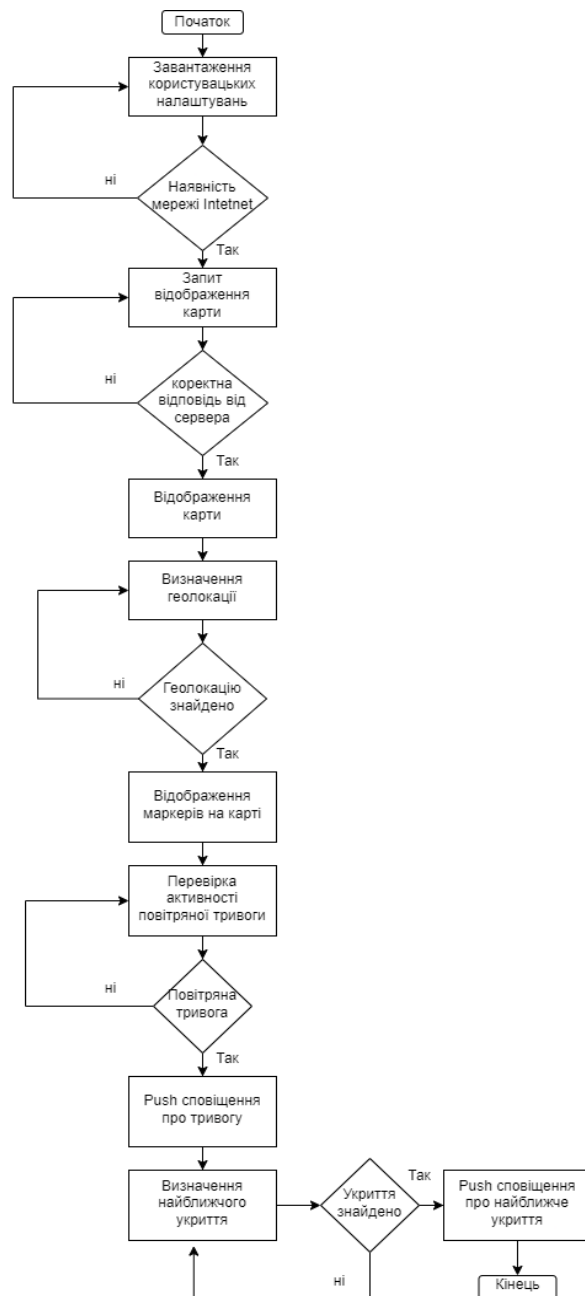 Початок
Завантаження
користувацьких
налаштувань
ні
Наявність
мережі Intetnet
Так
Запит
відображення
карти
ні
коректна
відповідь від
сервера
Так
Відображення
карти
Визначення
геолокації
ні
Геолокацію
знайдено
Так
Відображення
маркерів на карті
Перевірка
активності
повітряної тривоги
ні
Повітряна
тривога
Так
Push сповіщення
про тривогу
Визначення
найближчого
укриття
Укриття
знайдено
Так
Push сповіщення
про найближче
укриття
ні
Кінець